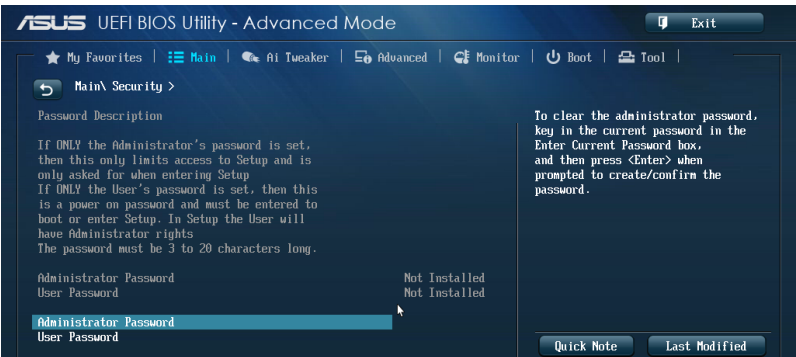 ASUS UEFI BIOS Utility - Advanced Mode
Exit
My Favorites | Main | Ai Tweaker | Advanced | Monitor | Boot | Tool |
Main\ Security >
Password Description
If ONLY the Administrator's password is set,
then this only limits access to Setup and is
only asked for when entering Setup
If ONLY the User's password is set, then this
is a power on password and must be entered to
boot or enter Setup. In Setup the User will
have Administrator rights
The password must be 3 to 20 characters long.
Administrator Password Not Installed
User Password Not Installed
Administrator Password
User Password
To clear the administrator password,
key in the current password in the
Enter Current Password box,
and then press <Enter> when
prompted to create/confirm the
password.
Quick Note
Last Modified